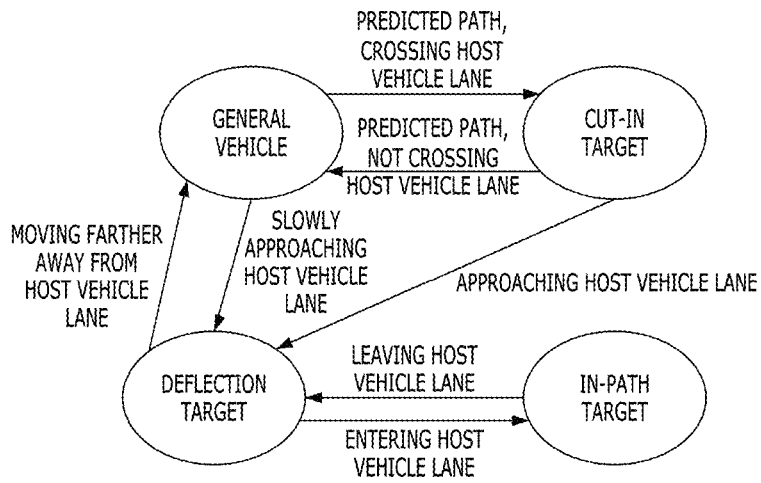 PREDICTED PATH,
CROSSING HOST
VEHICLE LANE
GENERAL
VEHICLE
CUT-IN
TARGET
PREDICTED PATH,
NOT CROSSING
HOST VEHICLE LANE
MOVING FARTHER
AWAY FROM
HOST VEHICLE
LANE
SLOWLY
APPROACHING
HOST VEHICLE
LANE
APPROACHING HOST VEHICLE LANE
DEFLECTION
TARGET
LEAVING HOST
VEHICLE LANE
IN-PATH
TARGET
ENTERING HOST
VEHICLE LANE